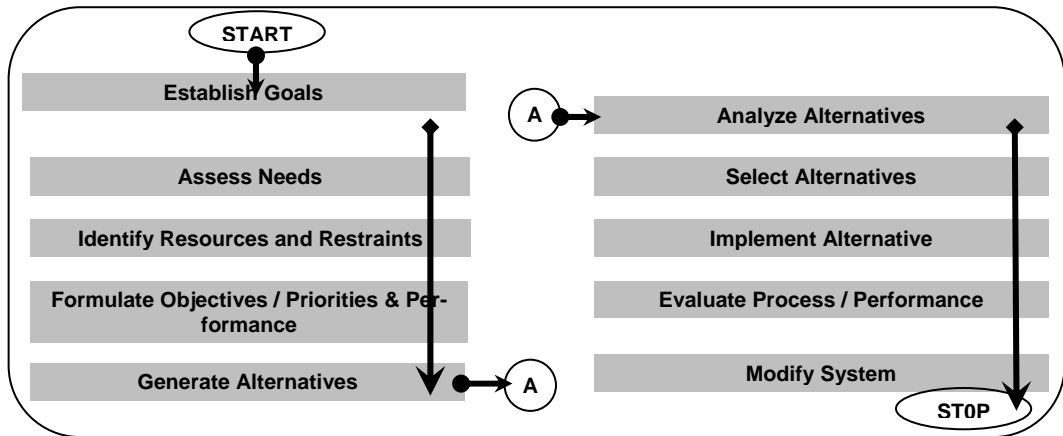 START
Establish Goals
Assess Needs
Identify Resources and Restraints
Formulate Objectives / Priorities & Per-
formance
Generate Alternatives
A
A
Analyze Alternatives
Select Alternatives
Implement Alternative
Evaluate Process / Performance
Modify System
ST0P